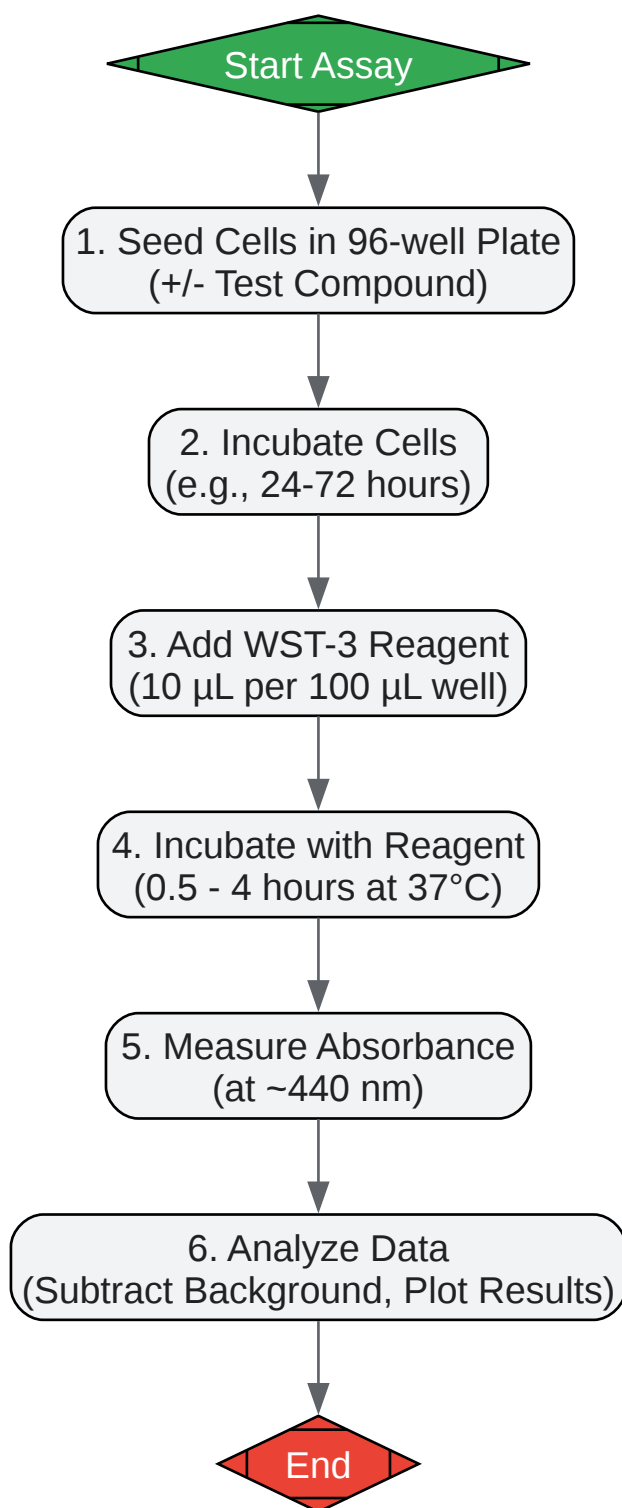 Start Assay
1. Seed Cells in 96-well Plate
(+/- Test Compound)
2. Incubate Cells
(e.g., 24-72 hours)
3. Add WST-3 Reagent
(10 µL per 100 µL well)
4. Incubate with Reagent
(0.5 - 4 hours at 37°C)
5. Measure Absorbance
(at ~440 nm)
6. Analyze Data
(Subtract Background, Plot Results)
End